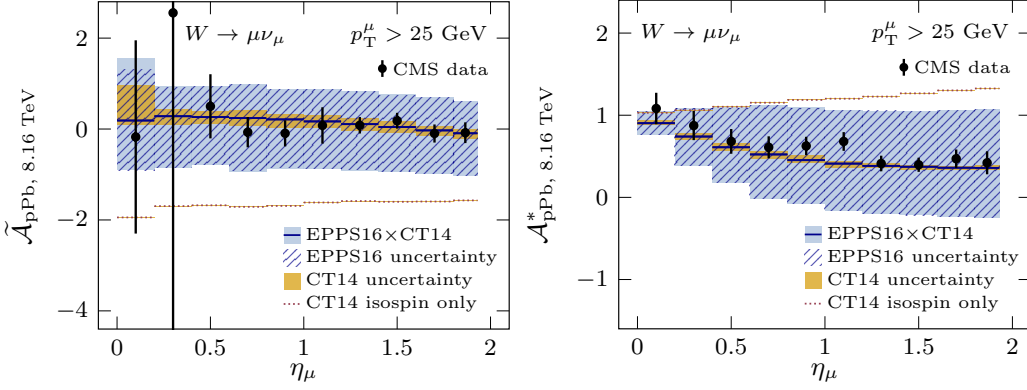 W → μν_μ p_T^μ > 25 GeV
CMS data
2
0
−2
−4
Ã_pPb, 8.16 TeV
EPPS16×CT14
EPPS16 uncertainty
CT14 uncertainty
CT14 isospin only
0 0.5 1 1.5 2
η_μ
W → μν_μ p_T^μ > 25 GeV
CMS data
2
1
0
−1
A*_pPb, 8.16 TeV
EPPS16×CT14
EPPS16 uncertainty
CT14 uncertainty
CT14 isospin only
0 0.5 1 1.5 2
η_μ